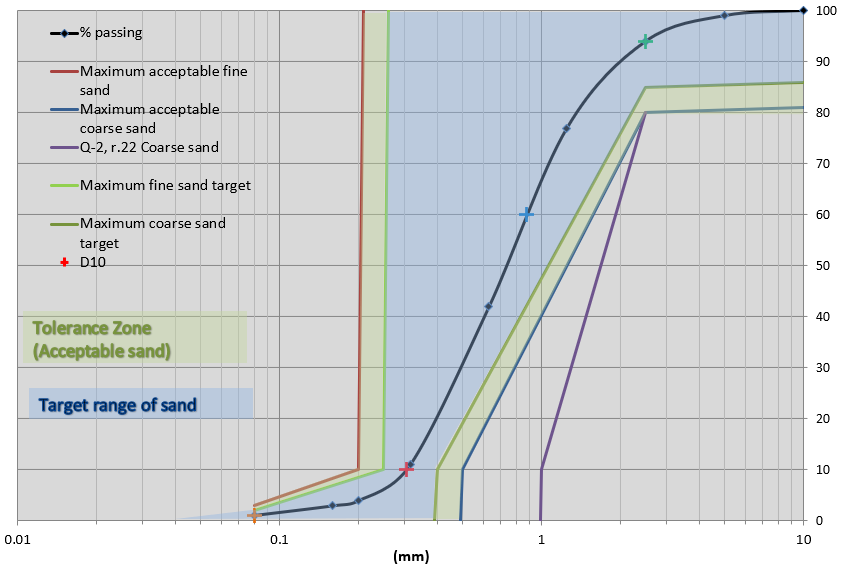 % passing
Maximum acceptable fine
sand
Maximum acceptable
coarse sand
Q-2, r.22 Coarse sand
Maximum fine sand target
Maximum coarse sand
target
D10
Tolerance Zone
(Acceptable sand)
Target range of sand
100
90
80
70
60
50
40
30
20
10
0
0.01
0.1
1
10
(mm)